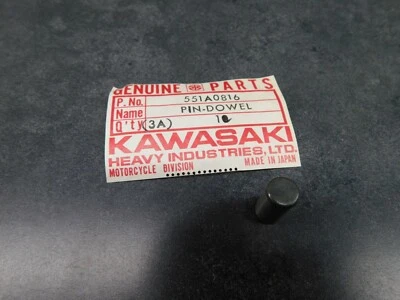 GENUINE PARTS
P. No. 551A0816
Name PIN-DOWEL
Q'ty (3A) 1
KAWASAKI
HEAVY INDUSTRIES, LTD.
MOTORCYCLE DIVISION MADE IN JAPAN